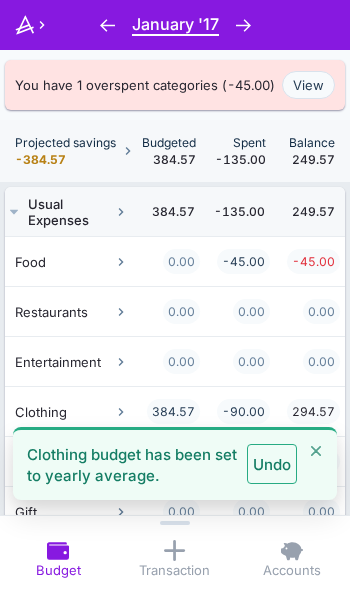 January '17
You have 1 overspent categories (-45.00) View
Projected savings Budgeted Spent Balance
-384.57 384.57 -135.00 249.57
Usual
Expenses 384.57 -135.00 249.57
Food 0.00 -45.00 -45.00
Restaurants 0.00 0.00 0.00
Entertainment 0.00 0.00 0.00
Clothing 384.57 -90.00 294.57
Clothing budget has been set
to yearly average. Undo
Gift 0.00 0.00 0.00
Budget Transaction Accounts